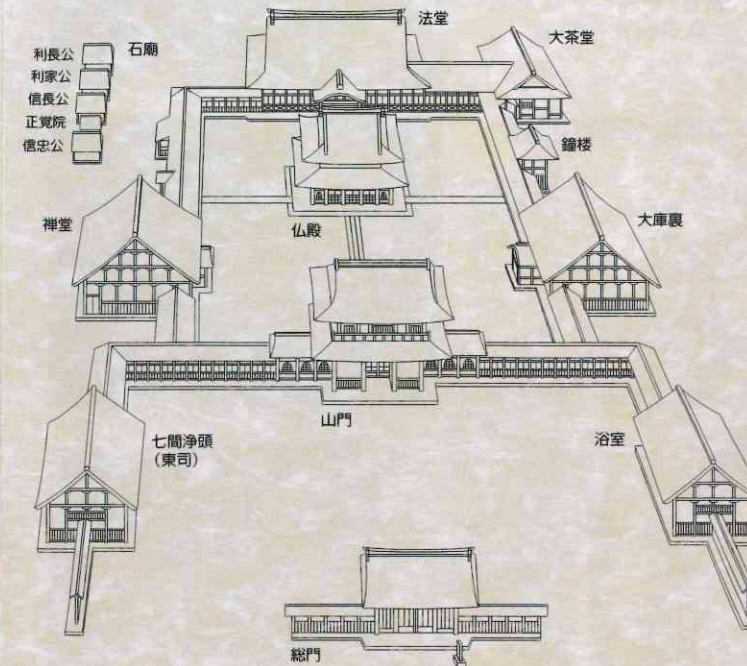 法堂
大茶堂
石廟
利長公
利家公
信長公
正覚院
信忠公
鐘楼
禅堂
仏殿
大庫裏
山門
七間浄頭
(東司)
浴室
総門